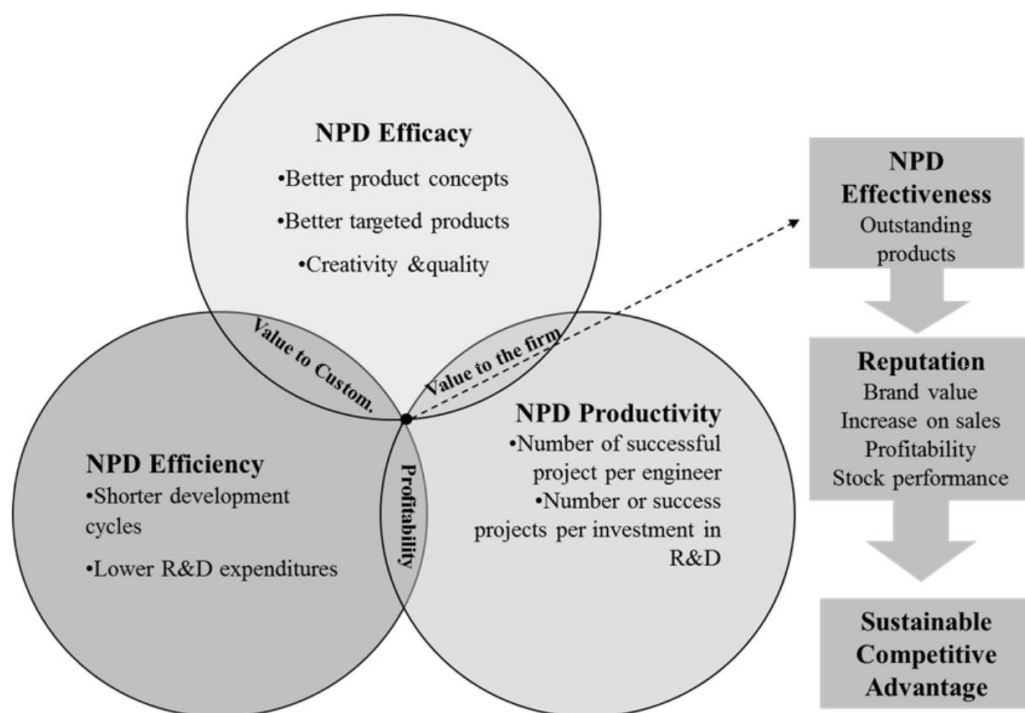 NPD Efficacy
•Better product concepts
•Better targeted products
•Creativity &quality
Value to Custom.
Value to the firm
NPD Efficiency
•Shorter development
cycles
•Lower R&D expenditures
Profitability
NPD Productivity
•Number of successful
project per engineer
•Number or success
projects per investment in
R&D
NPD
Effectiveness
Outstanding
products
Reputation
Brand value
Increase on sales
Profitability
Stock performance
Sustainable
Competitive
Advantage